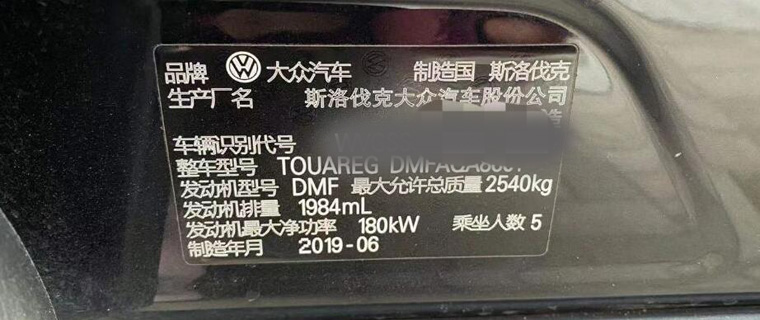 品牌 大众汽车 制造国 斯洛伐克
生产厂名 斯洛伐克大众汽车股份公司
造
车辆识别代号
整车型号 TOUAREG
发动机型号 DMF 最大允许总质量 2540kg
发动机排量 1984mL
发动机最大净功率 180kW 乘坐人数 5
制造年月 2019-06